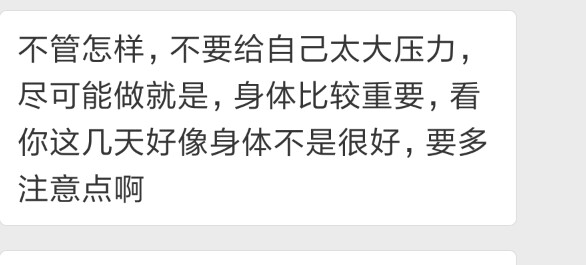 不管怎样，不要给自己太大压力，
尽可能做就是，身体比较重要，看
你这几天好像身体不是很好，要多
注意点啊